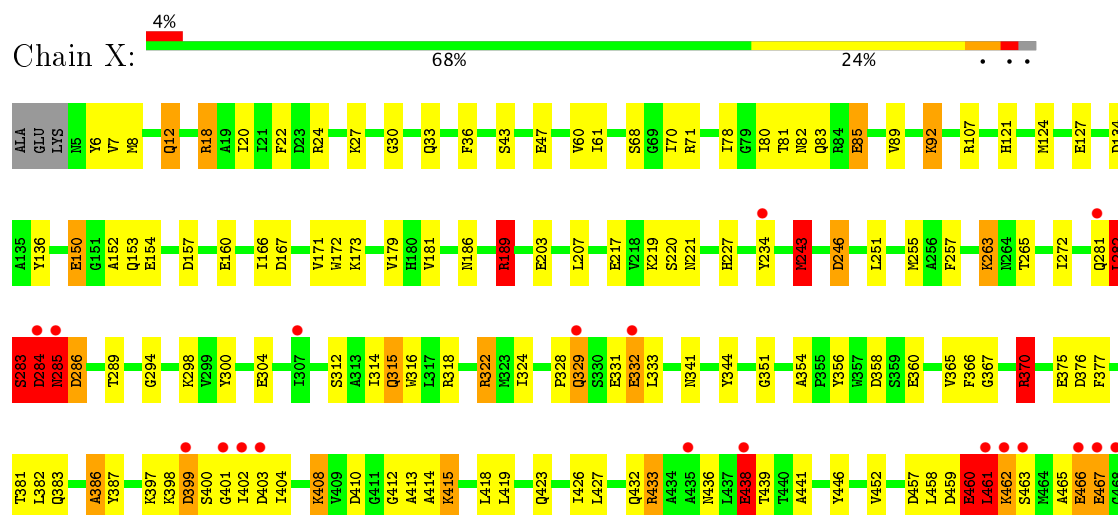 4%
Chain X:
68% 24% • • •
ALA GLU LYS N5 Y6 V7 M8 Q12 R18 A19 I20 I21 F22 D23 R24 K27 G30 Q33 F36 S43 E47 V60 I61 S68 G69 I70 R71 I78 G79 I80 T81 N82 Q83 R84 E85 V89 K92 R107 H121 M124 E127 D134
A135 Y136 E150 G151 A152 Q153 E154 D157 E160 I166 D167 V171 W172 K173 V179 H180 V181 N186 R189 E203 L207 E217 V218 K219 S220 N221 H227 Y234 M243 D246 L251 M255 A256 F257 K263 N264 T265 I272 Q281
S283 D284 N285 D286 T289 G294 K298 V299 Y300 E304 I307 S312 A313 I314 Q315 W316 L317 R318 R322 M323 I324 P328 Q329 S330 E331 E332 L333 N341 Y344 G351 A354 P355 Y356 W357 D358 S359 E360 V365 F366 G367 R370 E375 D376 F377
T381 L382 Q383 A386 Y387 K397 K398 D399 S400 G401 I402 D403 I404 K408 V409 D410 G411 G412 A413 A414 K415 L418 L419 Q423 I426 L427 Q432 R433 A434 A435 N436 L437 E438 T439 T440 A441 Y446 V452 D457 L458 D459 E460 L461 K462 S463 M464 A465 E466 E467